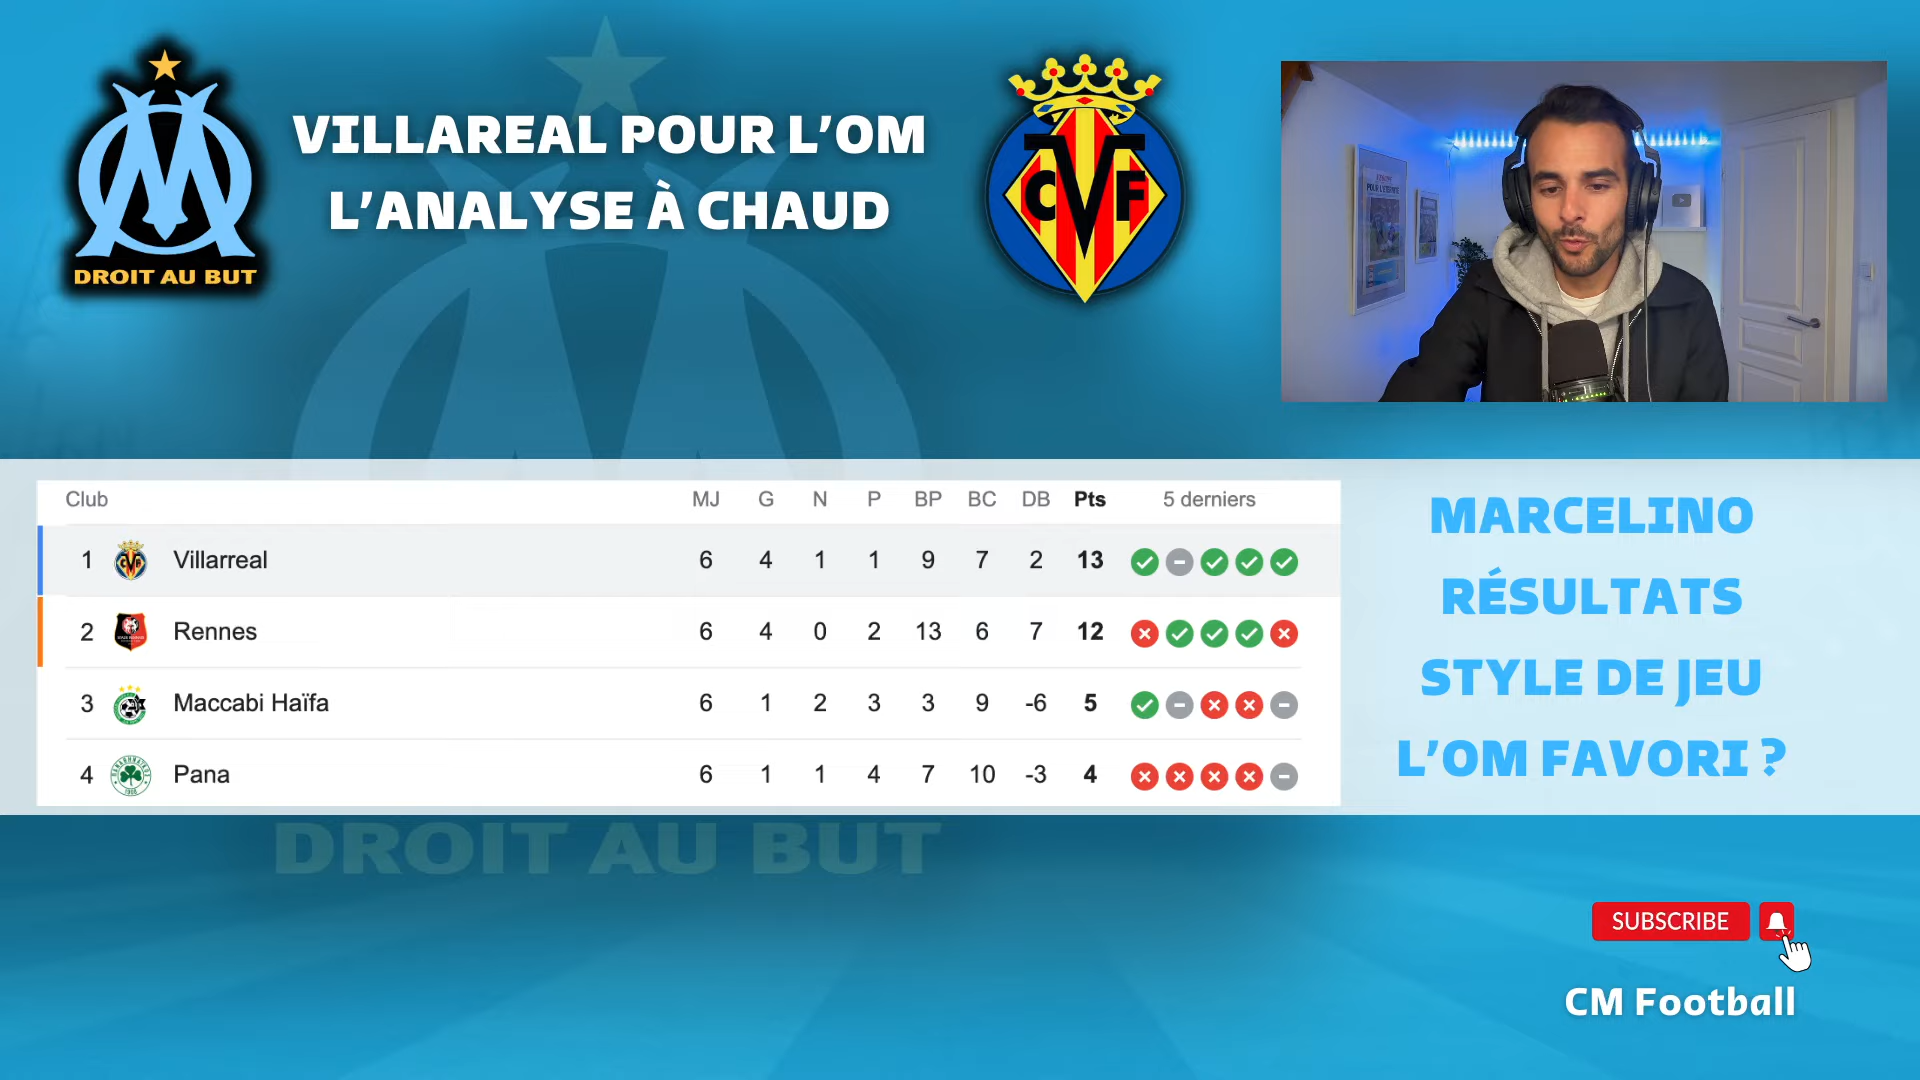 DROIT AU BUT
VILLAREAL POUR L'OM
L'ANALYSE À CHAUD
CVF
POUR L'ETERNITE
Club MJ G N P BP BC DB Pts 5 derniers
1 Villarreal 6 4 1 1 9 7 2 13
2 Rennes 6 4 0 2 13 6 7 12
3 Maccabi Haïfa 6 1 2 3 3 9 -6 5
4 Pana 6 1 1 4 7 10 -3 4
MARCELINO
RÉSULTATS
STYLE DE JEU
L'OM FAVORI ?
DROIT AU BUT
SUBSCRIBE
CM Football